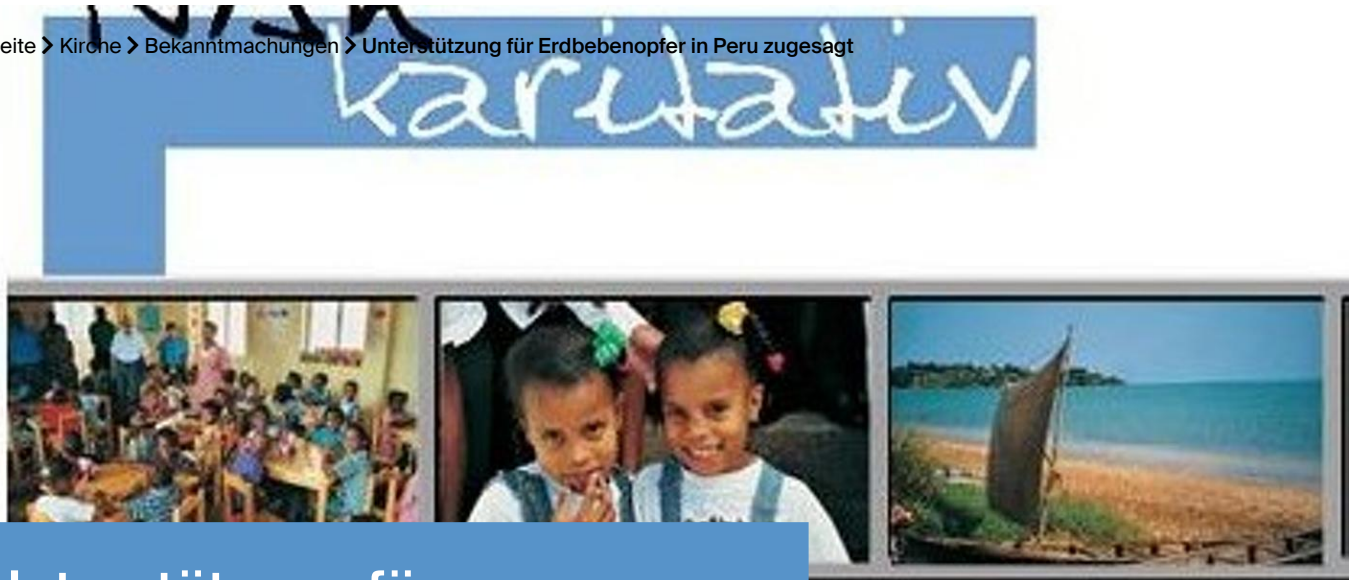 eite > Kirche > Bekanntmachungen > Unterstützung für Erdbebenopfer in Peru zugesagt
karitativ